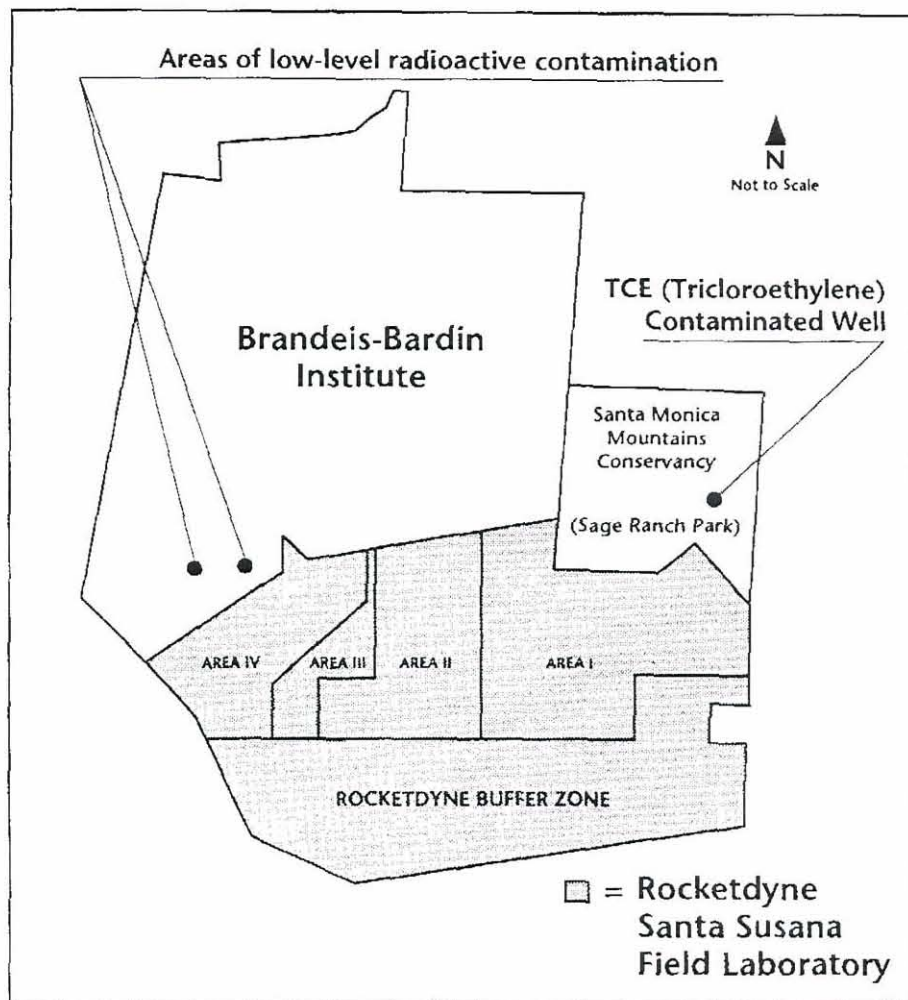 Areas of low-level radioactive contamination
N
Not to Scale
TCE (Tricloroethylene)
Contaminated Well
Brandeis-Bardin
Institute
Santa Monica
Mountains
Conservancy
(Sage Ranch Park)
AREA IV
AREA III
AREA II
AREA I
ROCKETDYNE BUFFER ZONE
= Rocketdyne
Santa Susana
Field Laboratory